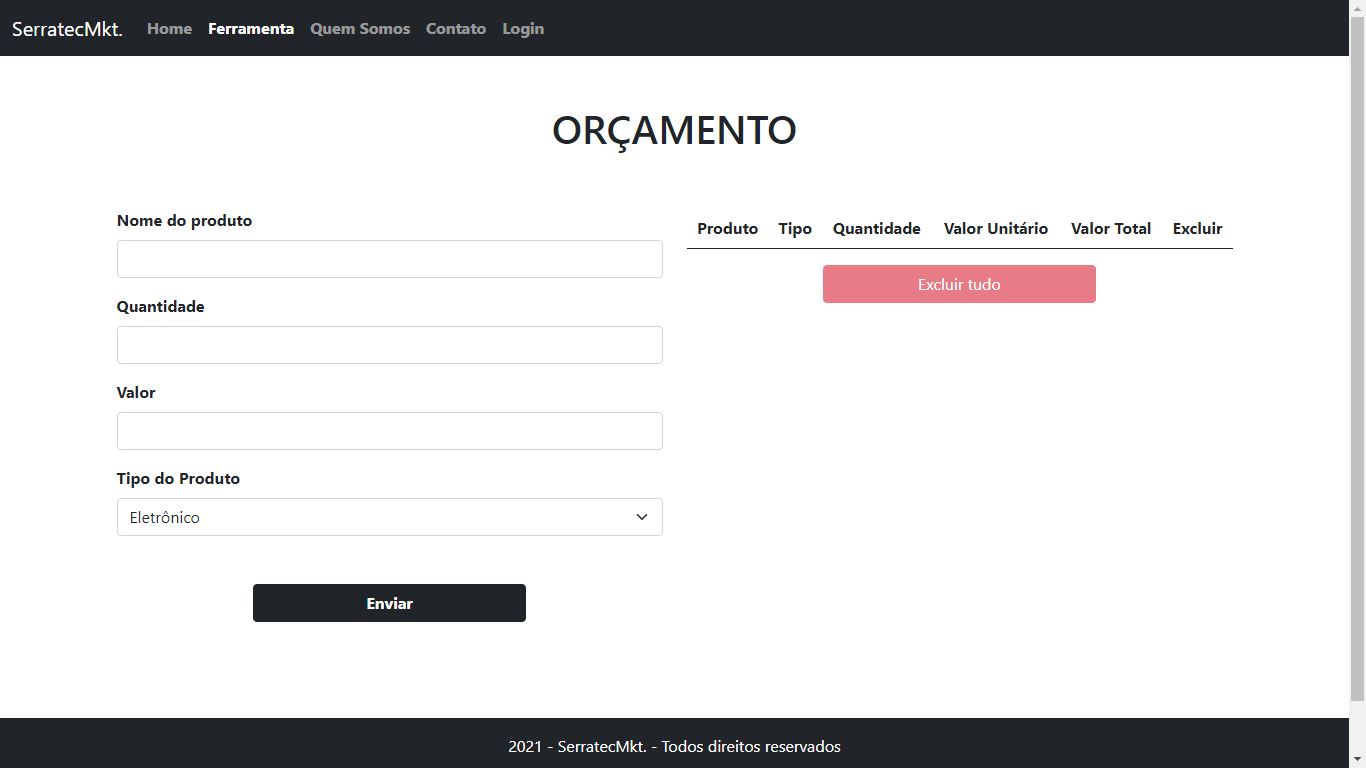 SerratecMkt. Home Ferramenta Quem Somos Contato Login
ORÇAMENTO
Nome do produto
Quantidade
Valor
Tipo do Produto
Eletrônico
Enviar
Produto Tipo Quantidade Valor Unitário Valor Total Excluir
Excluir tudo
2021 - SerratecMkt. - Todos direitos reservados